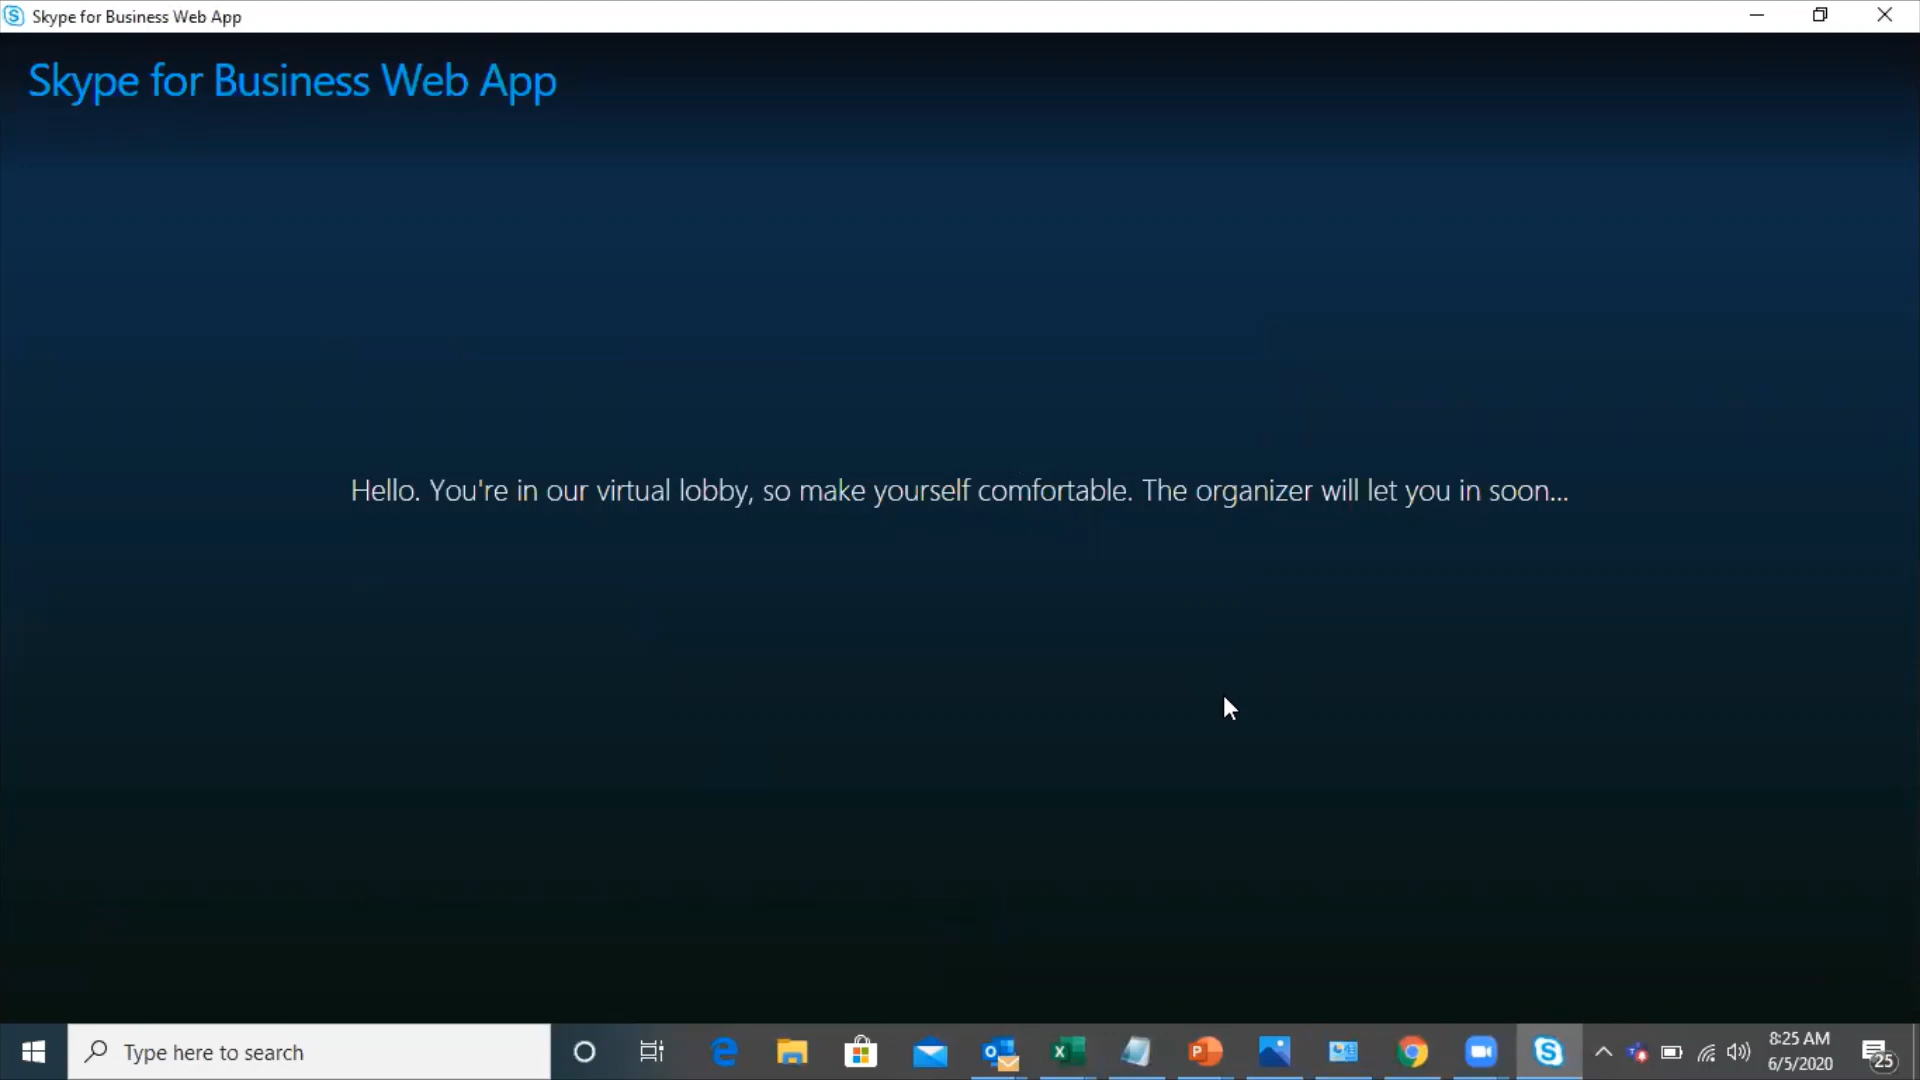 Skype for Business Web App
Skype for Business Web App
Hello. You're in our virtual lobby, so make yourself comfortable. The organizer will let you in soon...
Type here to search
8:25 AM
6/5/2020
25